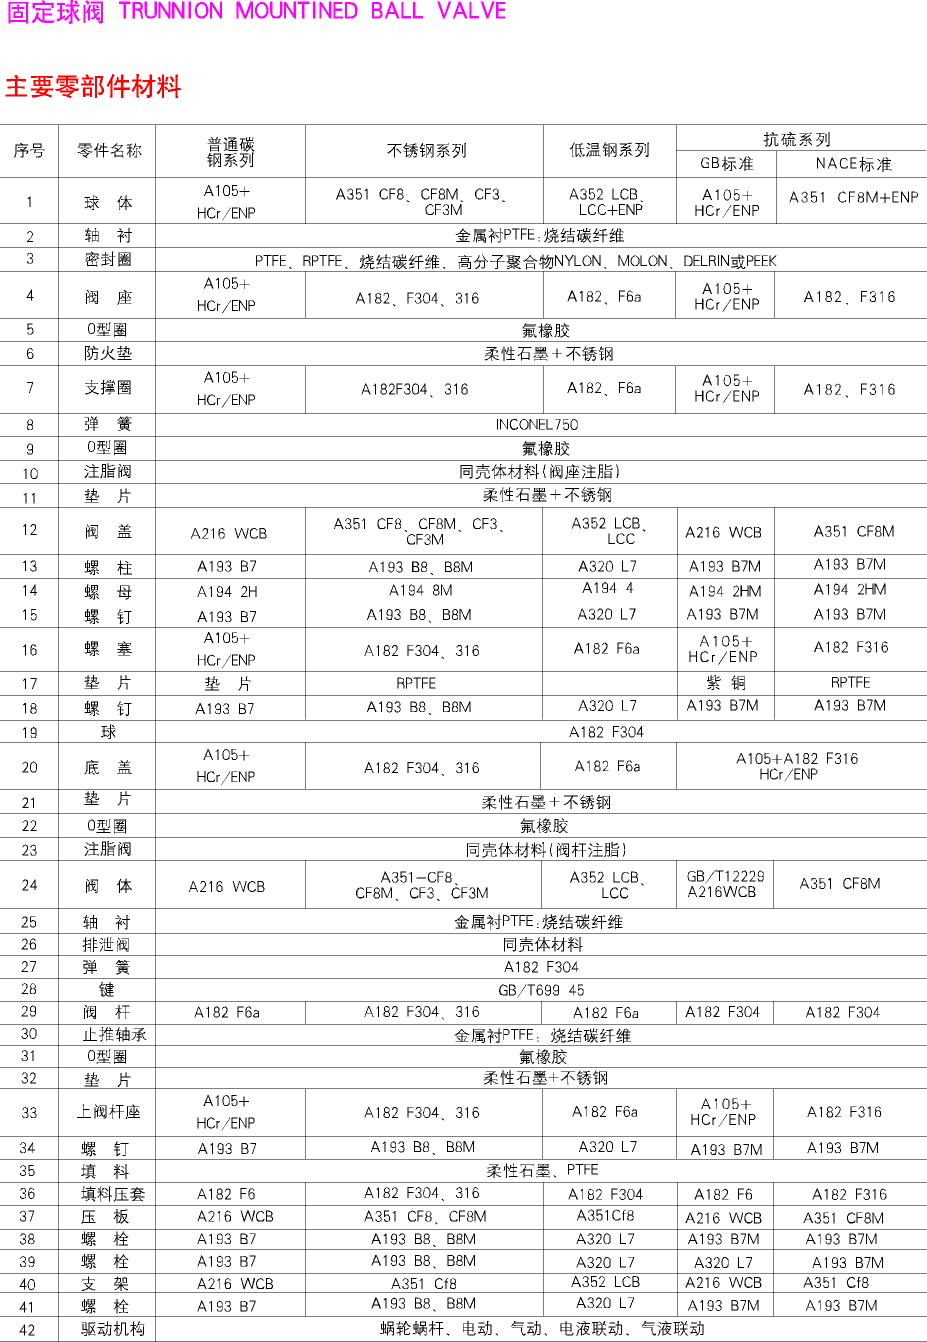 固定球阀 TRUNNION MOUNTINED BALL VALVE
主要零部件材料
序号 零件名称 普通碳钢系列 不锈钢系列 低温钢系列 抗硫系列
GB标准 NACE标准
1 球 体 A105+ HCr/ENP A351 CF8、CF8M、CF3、CF3M A352 LCB、LCC+ENP A105+ HCr/ENP A351 CF8M+ENP
2 轴 衬 金属衬PTFE:烧结碳纤维
3 密封圈 PTFE、RPTFE、烧结碳纤维、高分子聚合物NYLON、MOLON、DELRIN或PEEK
4 阀 座 A105+ HCr/ENP A182、F304、316 A182、F6a A105+ HCr/ENP A182、F316
5 O型圈 氟橡胶
6 防火垫 柔性石墨+不锈钢
7 支撑圈 A105+ HCr/ENP A182F304、316 A182、F6a A105+ HCr/ENP A182、F316
8 弹 簧 INCONEL750
9 O型圈 氟橡胶
10 注脂阀 同壳体材料(阀座注脂)
11 垫 片 柔性石墨+不锈钢
12 阀 盖 A216 WCB A351 CF8、CF8M、CF3、CF3M A352 LCB、LCC A216 WCB A351 CF8M
13 螺 柱 A193 B7 A193 B8、B8M A320 L7 A193 B7M A193 B7M
14 螺 母 A194 2H A194 8M A194 4 A194 2HM A194 2HM
15 螺 钉 A193 B7 A193 B8、B8M A320 L7 A193 B7M A193 B7M
16 螺 塞 A105+ HCr/ENP A182 F304、316 A182 F6a A105+ HCr/ENP A182 F316
17 垫 片 垫 片 RPTFE 紫 铜 RPTFE
18 螺 钉 A193 B7 A193 B8、B8M A320 L7 A193 B7M A193 B7M
19 球 A182 F304
20 底 盖 A105+ HCr/ENP A182 F304、316 A182 F6a A105+A182 F316 HCr/ENP
21 垫 片 柔性石墨+不锈钢
22 O型圈 氟橡胶
23 注脂阀 同壳体材料(阀杆注脂)
24 阀 体 A216 WCB A351-CF8、CF8M、CF3、CF3M A352 LCB、LCC GB/T12229 A216WCB A351 CF8M
25 轴 衬 金属衬PTFE:烧结碳纤维
26 排泄阀 同壳体材料
27 弹 簧 A182 F304
28 键 GB/T699 45
29 阀 杆 A182 F6a A182 F304、316 A182 F6a A182 F304 A182 F304
30 止推轴承 金属衬PTFE: 烧结碳纤维
31 O型圈 氟橡胶
32 垫 片 柔性石墨+不锈钢
33 上阀杆座 A105+ HCr/ENP A182 F304、316 A182 F6a A105+ HCr/ENP A182 F316
34 螺 钉 A193 B7 A193 B8、B8M A320 L7 A193 B7M A193 B7M
35 填 料 柔性石墨、PTFE
36 填料压套 A182 F6 A182 F304、316 A182 F304 A182 F6 A182 F316
37 压 板 A216 WCB A351 CF8、CF8M A351Cf8 A216 WCB A351 CF8M
38 螺 栓 A193 B7 A193 B8、B8M A320 L7 A193 B7M A193 B7M
39 螺 栓 A193 B7 A193 B8、B8M A320 L7 A320 L7 A193 B7M
40 支 架 A216 WCB A351 Cf8 A352 LCB A216 WCB A351 Cf8
41 螺 栓 A193 B7 A193 B8、B8M A320 L7 A193 B7M A193 B7M
42 驱动机构 蜗轮蜗杆、电动、气动、电液联动、气液联动